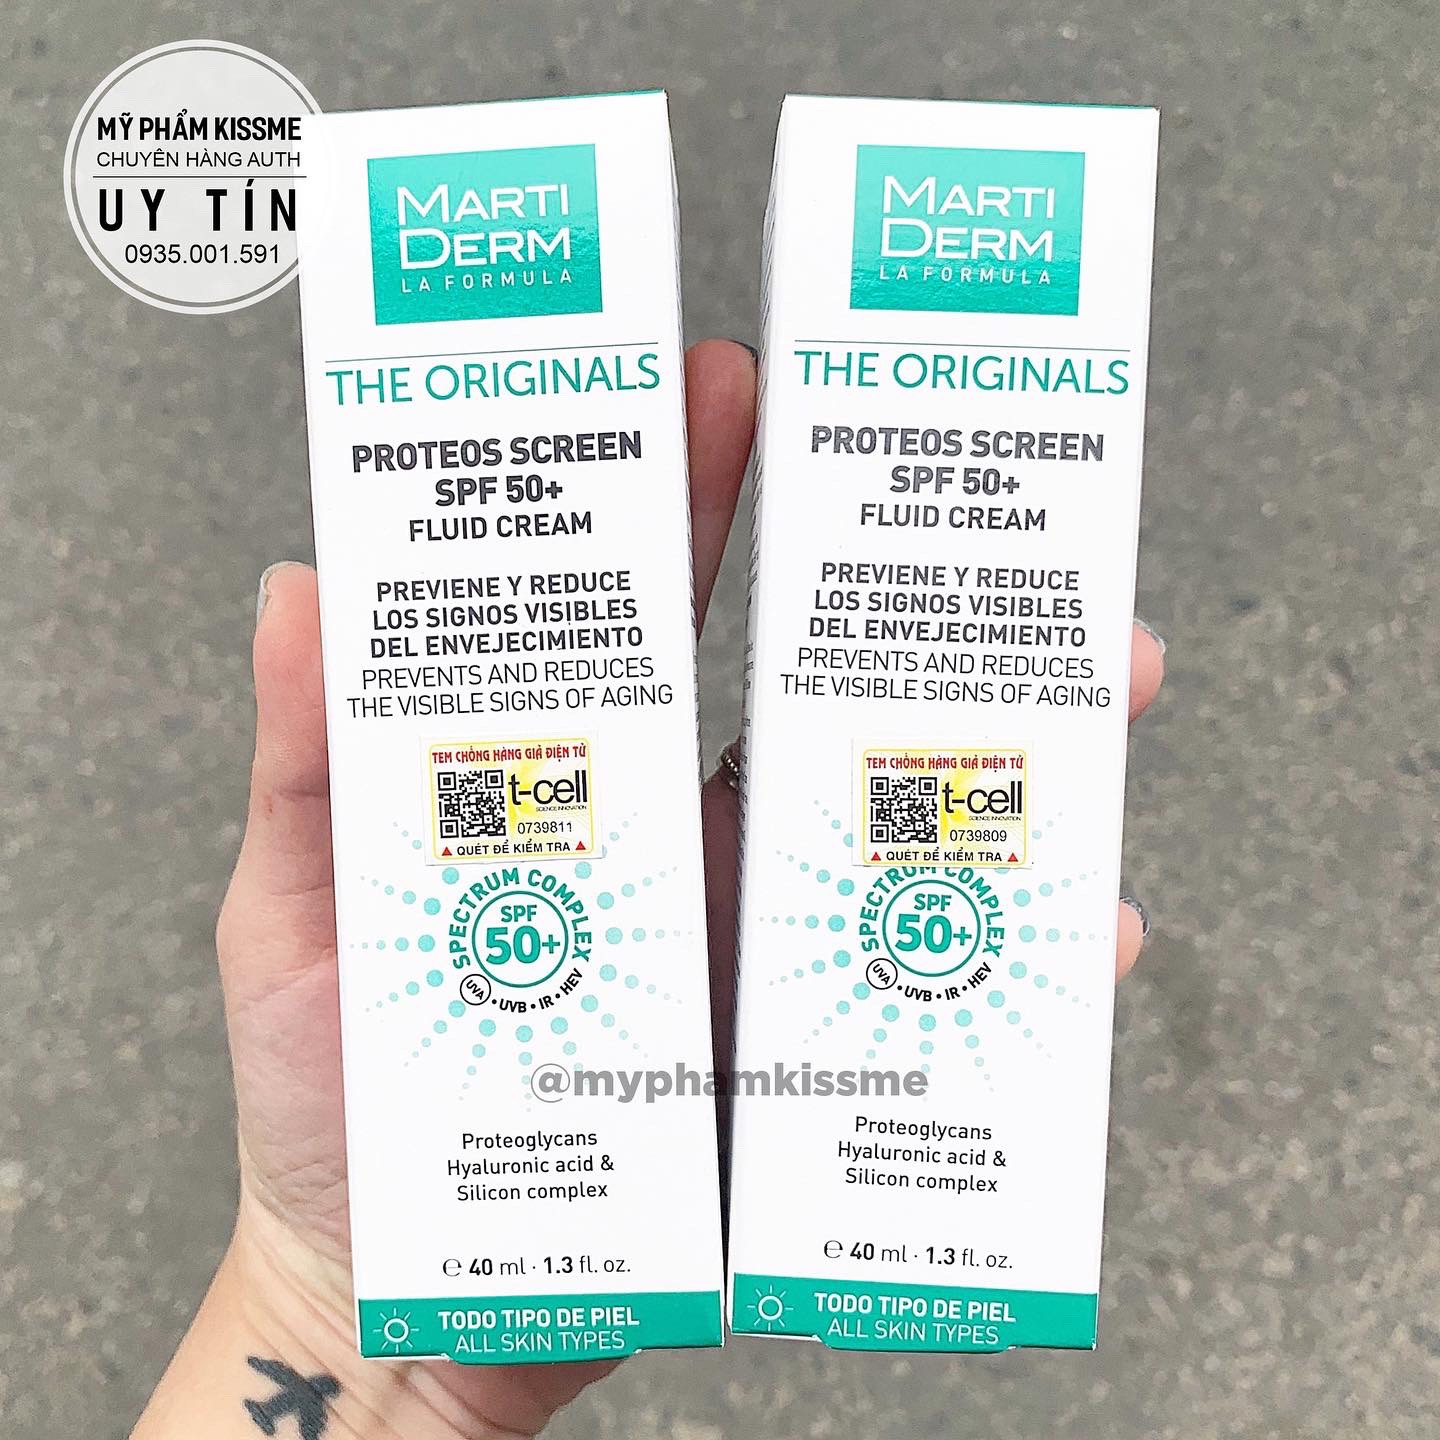 MỸ PHẨM KISSME
CHUYÊN HÀNG AUTH
UY TÍN
0935.001.591
MARTI
DERM
LA FORMULA
THE ORIGINALS
PROTEOS SCREEN
SPF 50+
FLUID CREAM
PREVIENE Y REDUCE
LOS SIGNOS VISIBLES
DEL ENVEJECIMIENTO
PREVENTS AND REDUCES
THE VISIBLE SIGNS OF AGING
TEM CHỐNG HÀNG GIẢ ĐIỆN TỬ
t-cell
SCIENCE INNOVATION
0739811
QUÉT ĐỂ KIỂM TRA
SPECTRUM COMPLEX
SPF
50+
UVA • UVB • IR • HEV
Proteoglycans
Hyaluronic acid &
Silicon complex
℮ 40 ml · 1.3 fl. oz.
TODO TIPO DE PIEL
ALL SKIN TYPES
MARTI
DERM
LA FORMULA
THE ORIGINALS
PROTEOS SCREEN
SPF 50+
FLUID CREAM
PREVIENE Y REDUCE
LOS SIGNOS VISIBLES
DEL ENVEJECIMIENTO
PREVENTS AND REDUCES
THE VISIBLE SIGNS OF AGING
TEM CHỐNG HÀNG GIẢ ĐIỆN TỬ
t-cell
SCIENCE INNOVATION
0739809
QUÉT ĐỂ KIỂM TRA
SPECTRUM COMPLEX
SPF
50+
UVA • UVB • IR • HEV
@myphamkissme
Proteoglycans
Hyaluronic acid &
Silicon complex
℮ 40 ml · 1.3 fl. oz.
TODO TIPO DE PIEL
ALL SKIN TYPES